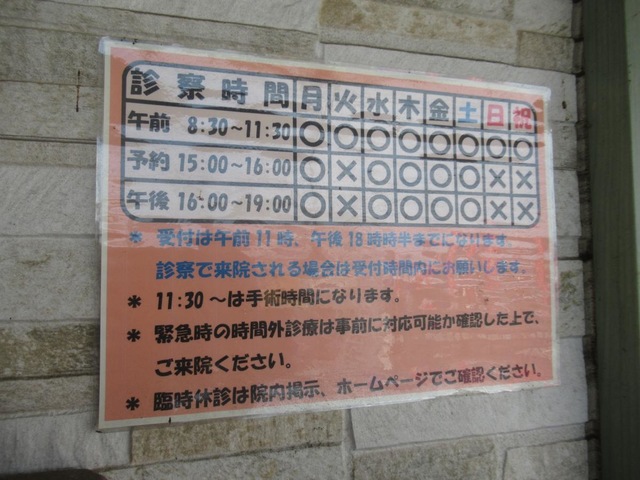 診察時間 月 火 水 木 金 土 日 祝
午前 8:30~11:30 ○ ○ ○ ○ ○ ○ ○ ○
予約 15:00~16:00 ○ × ○ ○ ○ ○ × ×
午後 16:00~19:00 ○ × ○ ○ ○ ○ × ×
* 受付は午前11時、午後18時時半までになります。
診察で来院される場合は受付時間内にお願いします。
* 11:30 ~は手術時間になります。
* 緊急時の時間外診療は事前に対応可能か確認した上で、
ご来院ください。
* 臨時休診は院内掲示、ホームページでご確認ください。